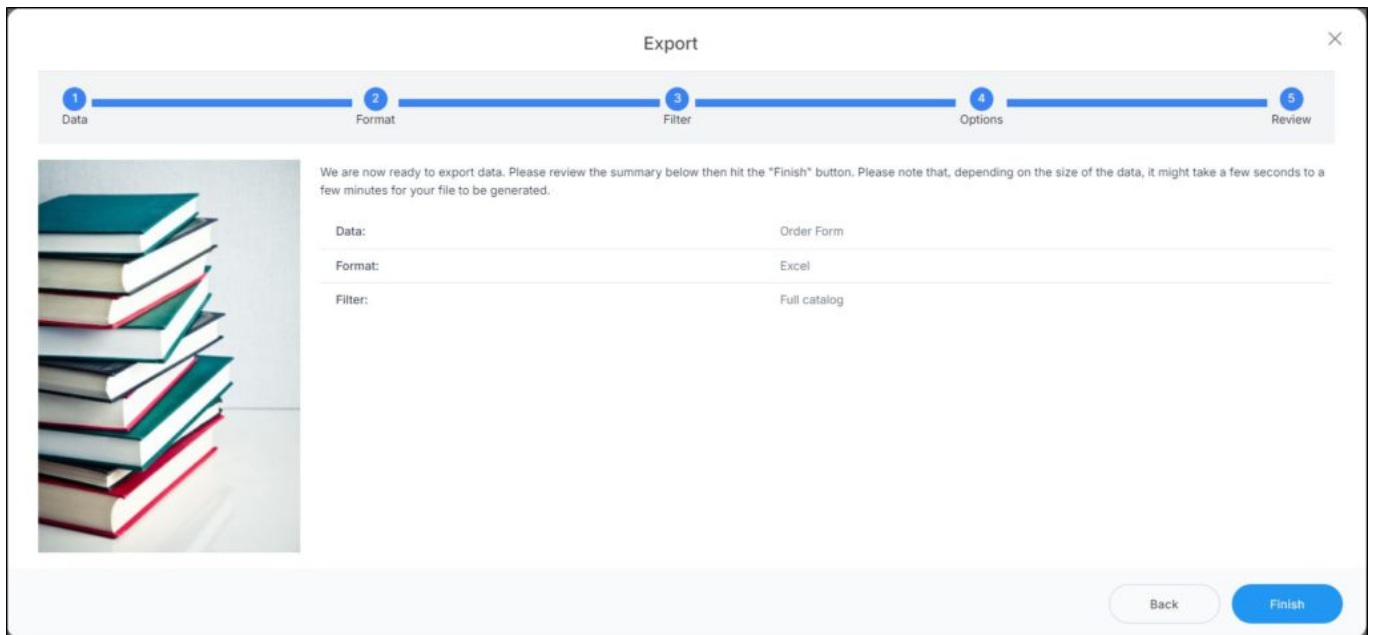 Export
1
2
3
4
5
Data
Format
Filter
Options
Review
We are now ready to export data. Please review the summary below then hit the "Finish" button. Please note that, depending on the size of the data, it might take a few seconds to a
few minutes for your file to be generated.
Data: Order Form
Format: Excel
Filter: Full catalog
Back
Finish